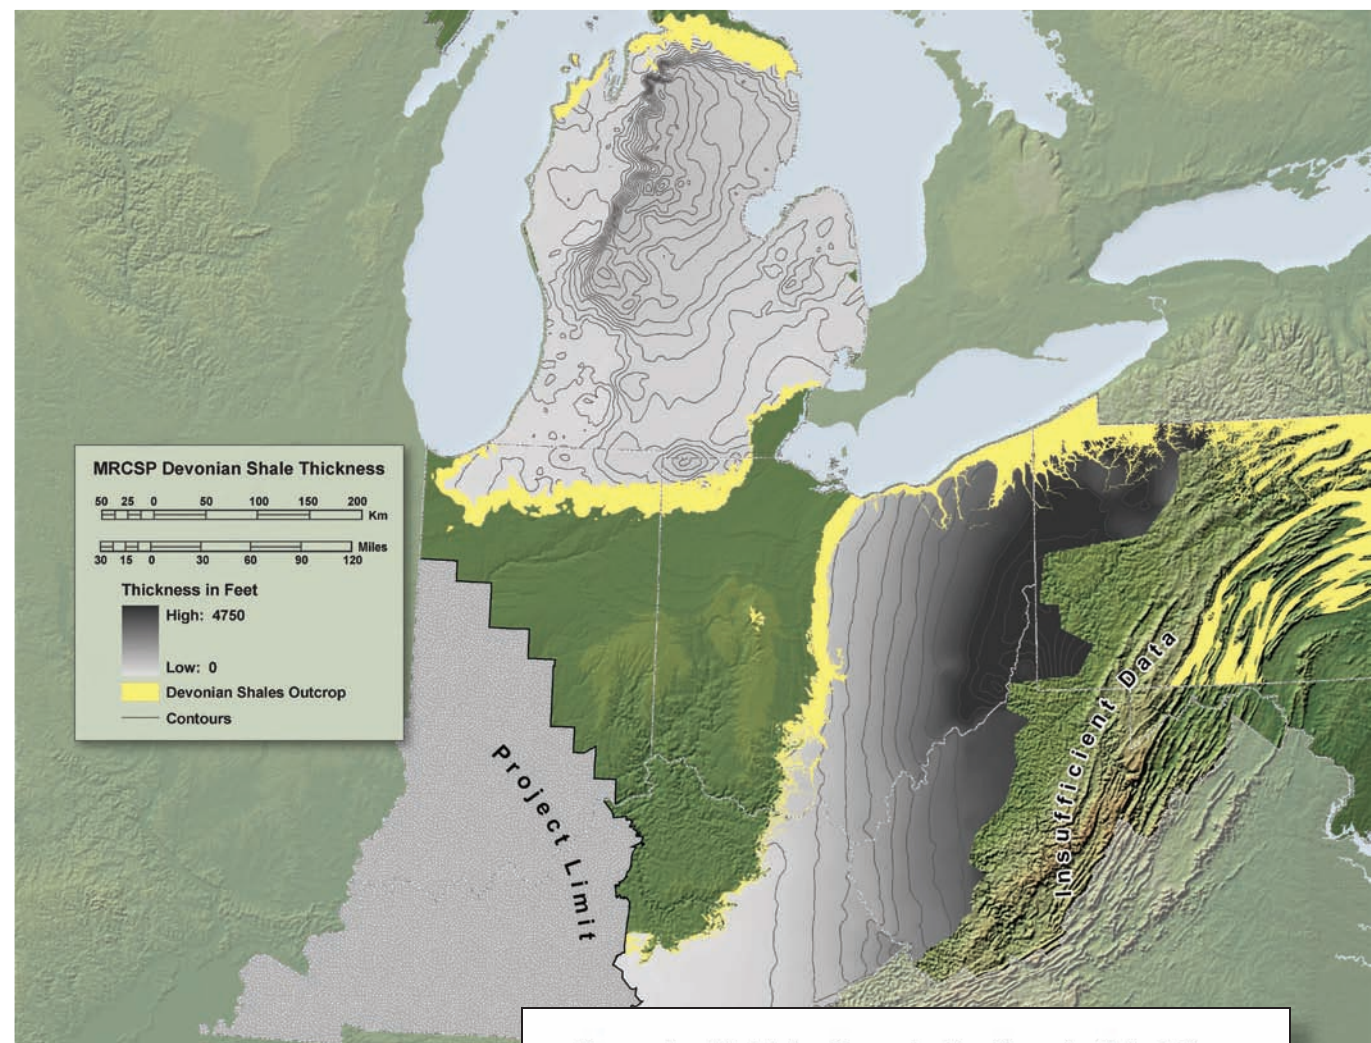 MRCSP Devonian Shale Thickness
50 25 0 50 100 150 200
Km
Miles
30 15 0 30 60 90 120
Thickness in Feet
High: 4750
Low: 0
Devonian Shales Outcrop
Contours
Project Limit
Insufficient Data